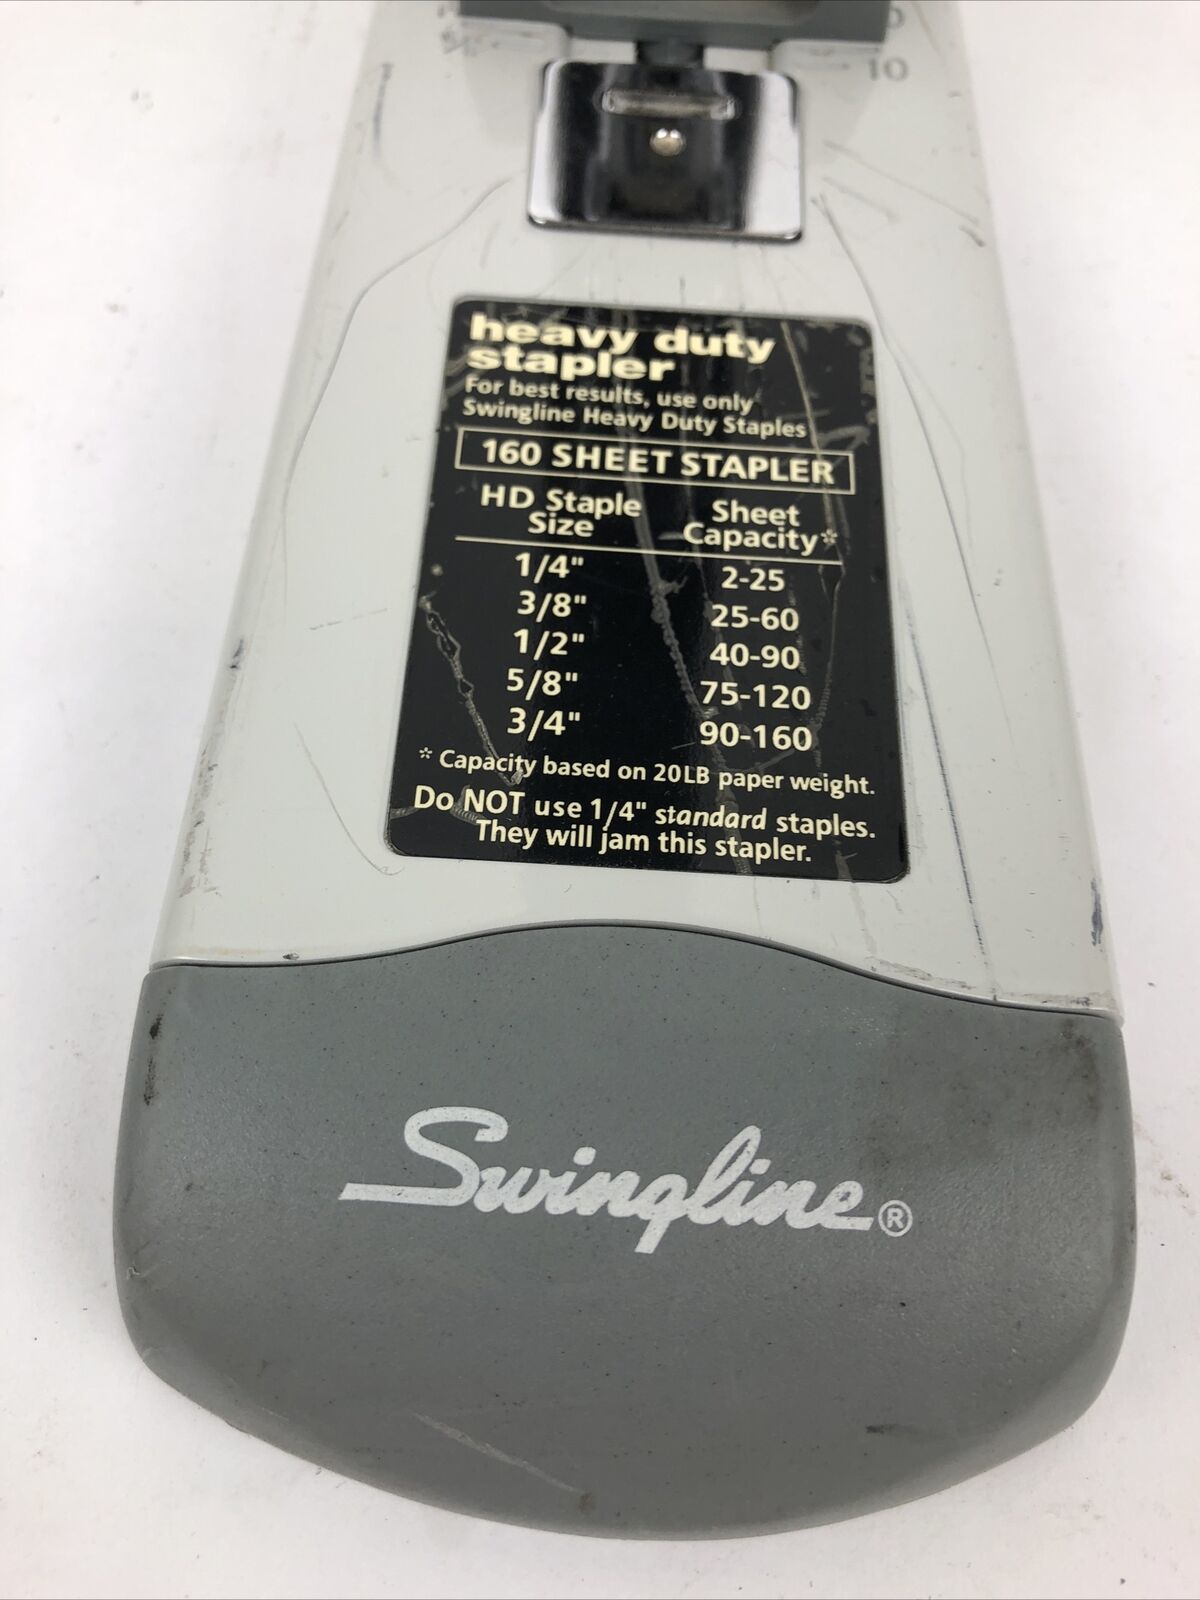 10
heavy duty
stapler
For best results, use only
Swingline Heavy Duty Staples
160 SHEET STAPLER
HD Staple Size Sheet Capacity*
1/4" 2-25
3/8" 25-60
1/2" 40-90
5/8" 75-120
3/4" 90-160
* Capacity based on 20LB paper weight.
Do NOT use 1/4" standard staples.
They will jam this stapler.
Swingline®